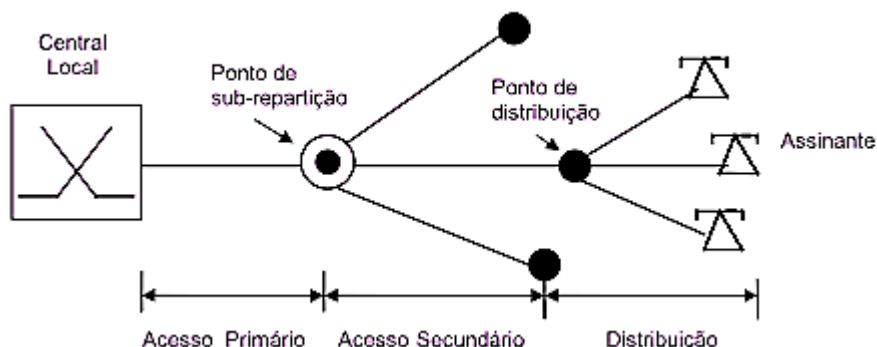 Central
Local
Ponto de
sub-repartição
Ponto de
distribuição
Assinante
Acesso Primário
Acesso Secundário
Distribuição